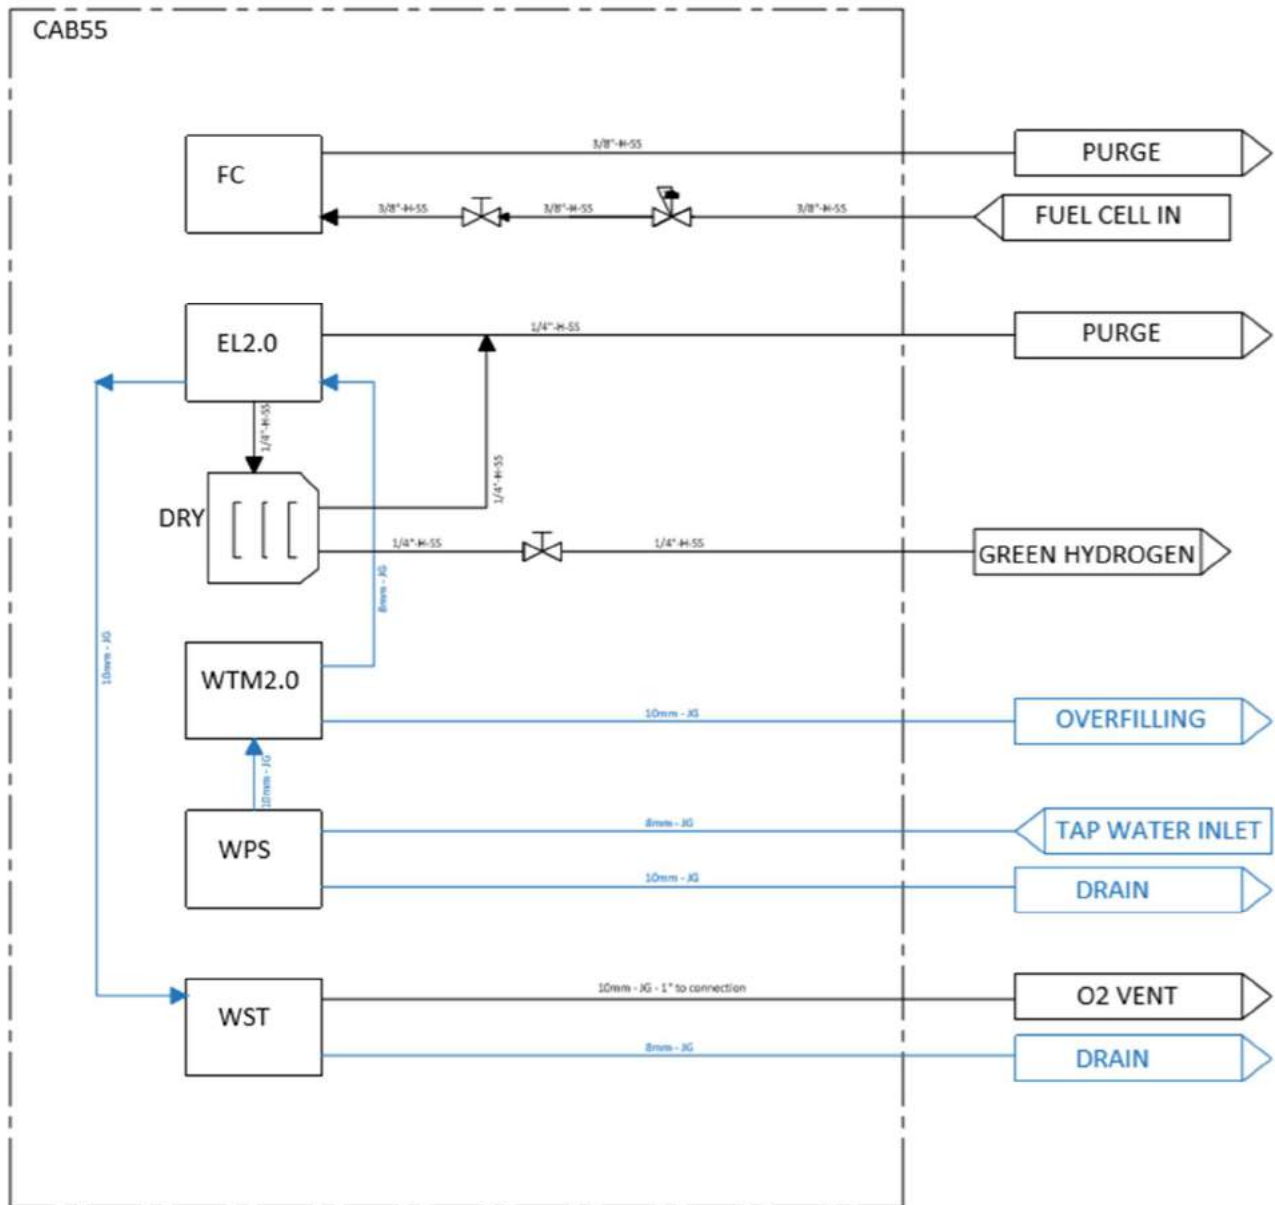 CAB55
3/8"-H-SS
PURGE
FC
3/8"-H-SS
3/8"-H-SS
3/8"-H-SS
FUEL CELL IN
1/4"-H-SS
PURGE
EL2.0
1/4"-H-SS
1/4"-H-SS
DRY
1/4"-H-SS
1/4"-H-SS
GREEN HYDROGEN
8mm - JG
10mm - JG
WTM2.0
10mm - JG
OVERFILLING
10mm - JG
8mm - JG
TAP WATER INLET
WPS
10mm - JG
DRAIN
10mm - JG - 1" to connection
O2 VENT
WST
8mm - JG
DRAIN